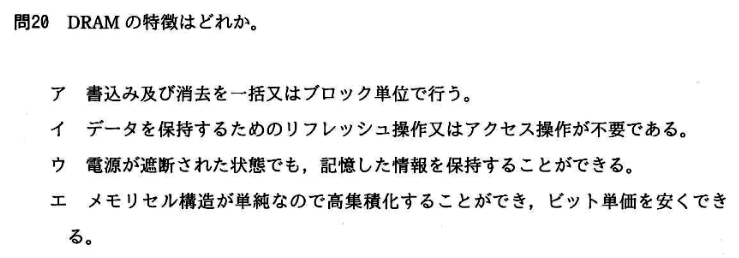 問20 DRAM の特徴はどれか。
ア 書込み及び消去を一括又はブロック単位で行う。
イ データを保持するためのリフレッシュ操作又はアクセス操作が不要である。
ウ 電源が遮断された状態でも，記憶した情報を保持することができる。
エ メモリセル構造が単純なので高集積化することができ，ビット単価を安くでき
る。